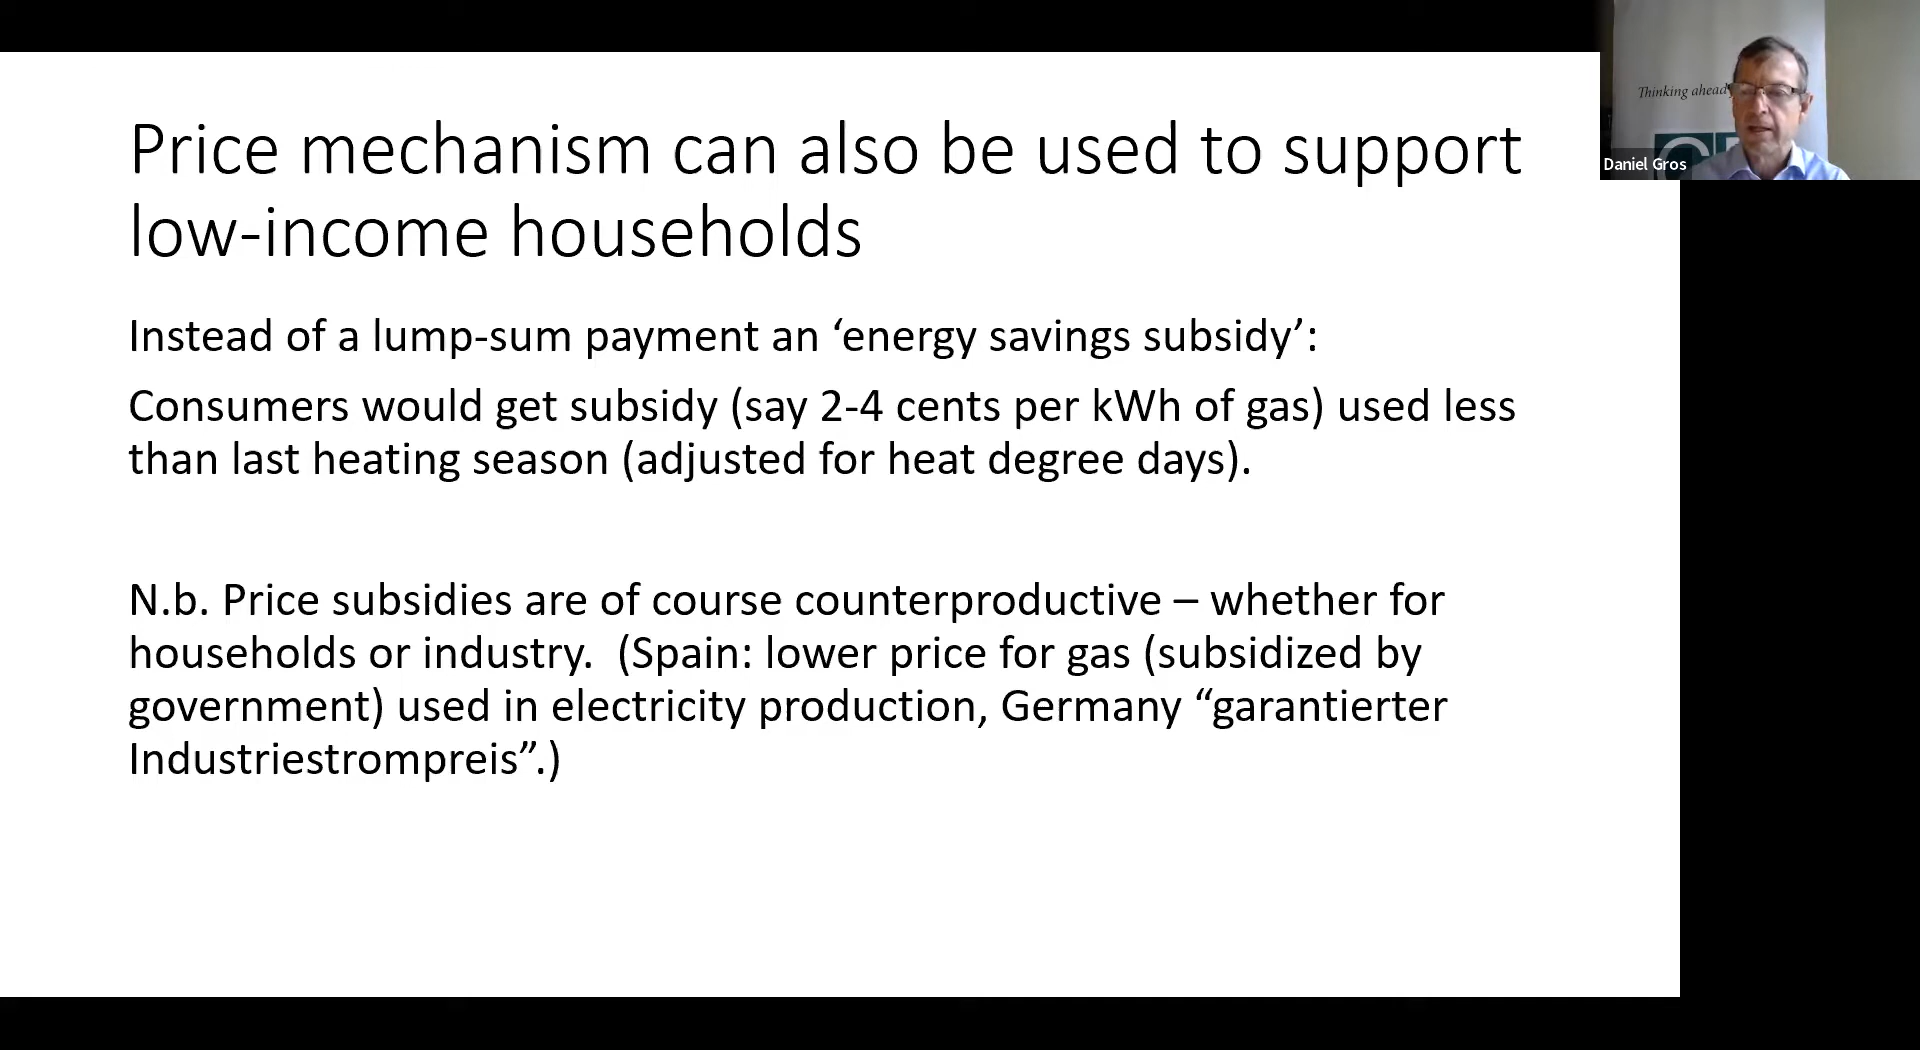 Price mechanism can also be used to support
low-income households
Instead of a lump-sum payment an ‘energy savings subsidy’:
Consumers would get subsidy (say 2-4 cents per kWh of gas) used less
than last heating season (adjusted for heat degree days).
N.b. Price subsidies are of course counterproductive – whether for
households or industry.  (Spain: lower price for gas (subsidized by
government) used in electricity production, Germany “garantierter
Industriestrompreis”.)
Thinking ahead
Daniel Gros